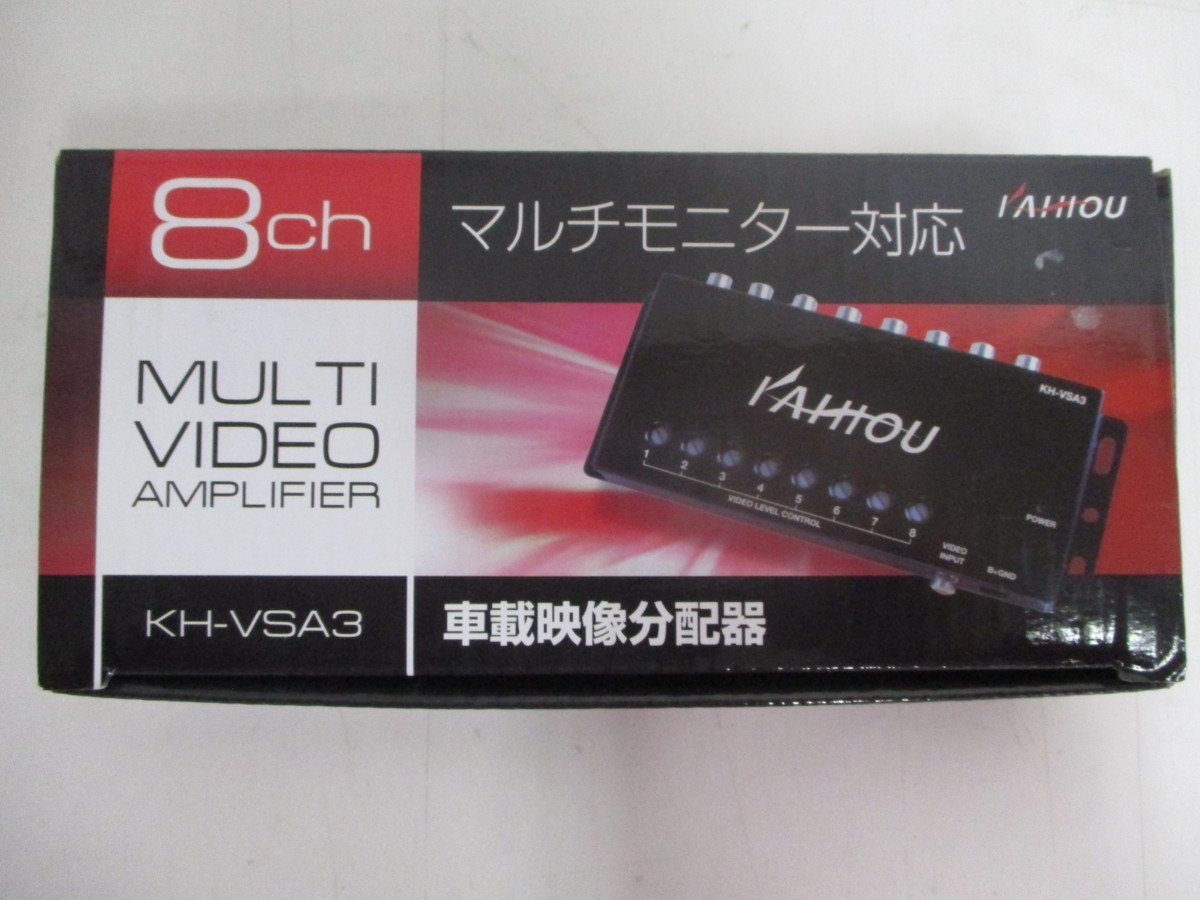 8ch
マルチモニター対応
KAIHOU
MULTI
VIDEO
AMPLIFIER
KH-VSA3
KAIHOU
1 2 3 4 5 6 7 8
VIDEO LEVEL CONTROL
VIDEO
INPUT
POWER
B+GND
KH-VSA3
車載映像分配器